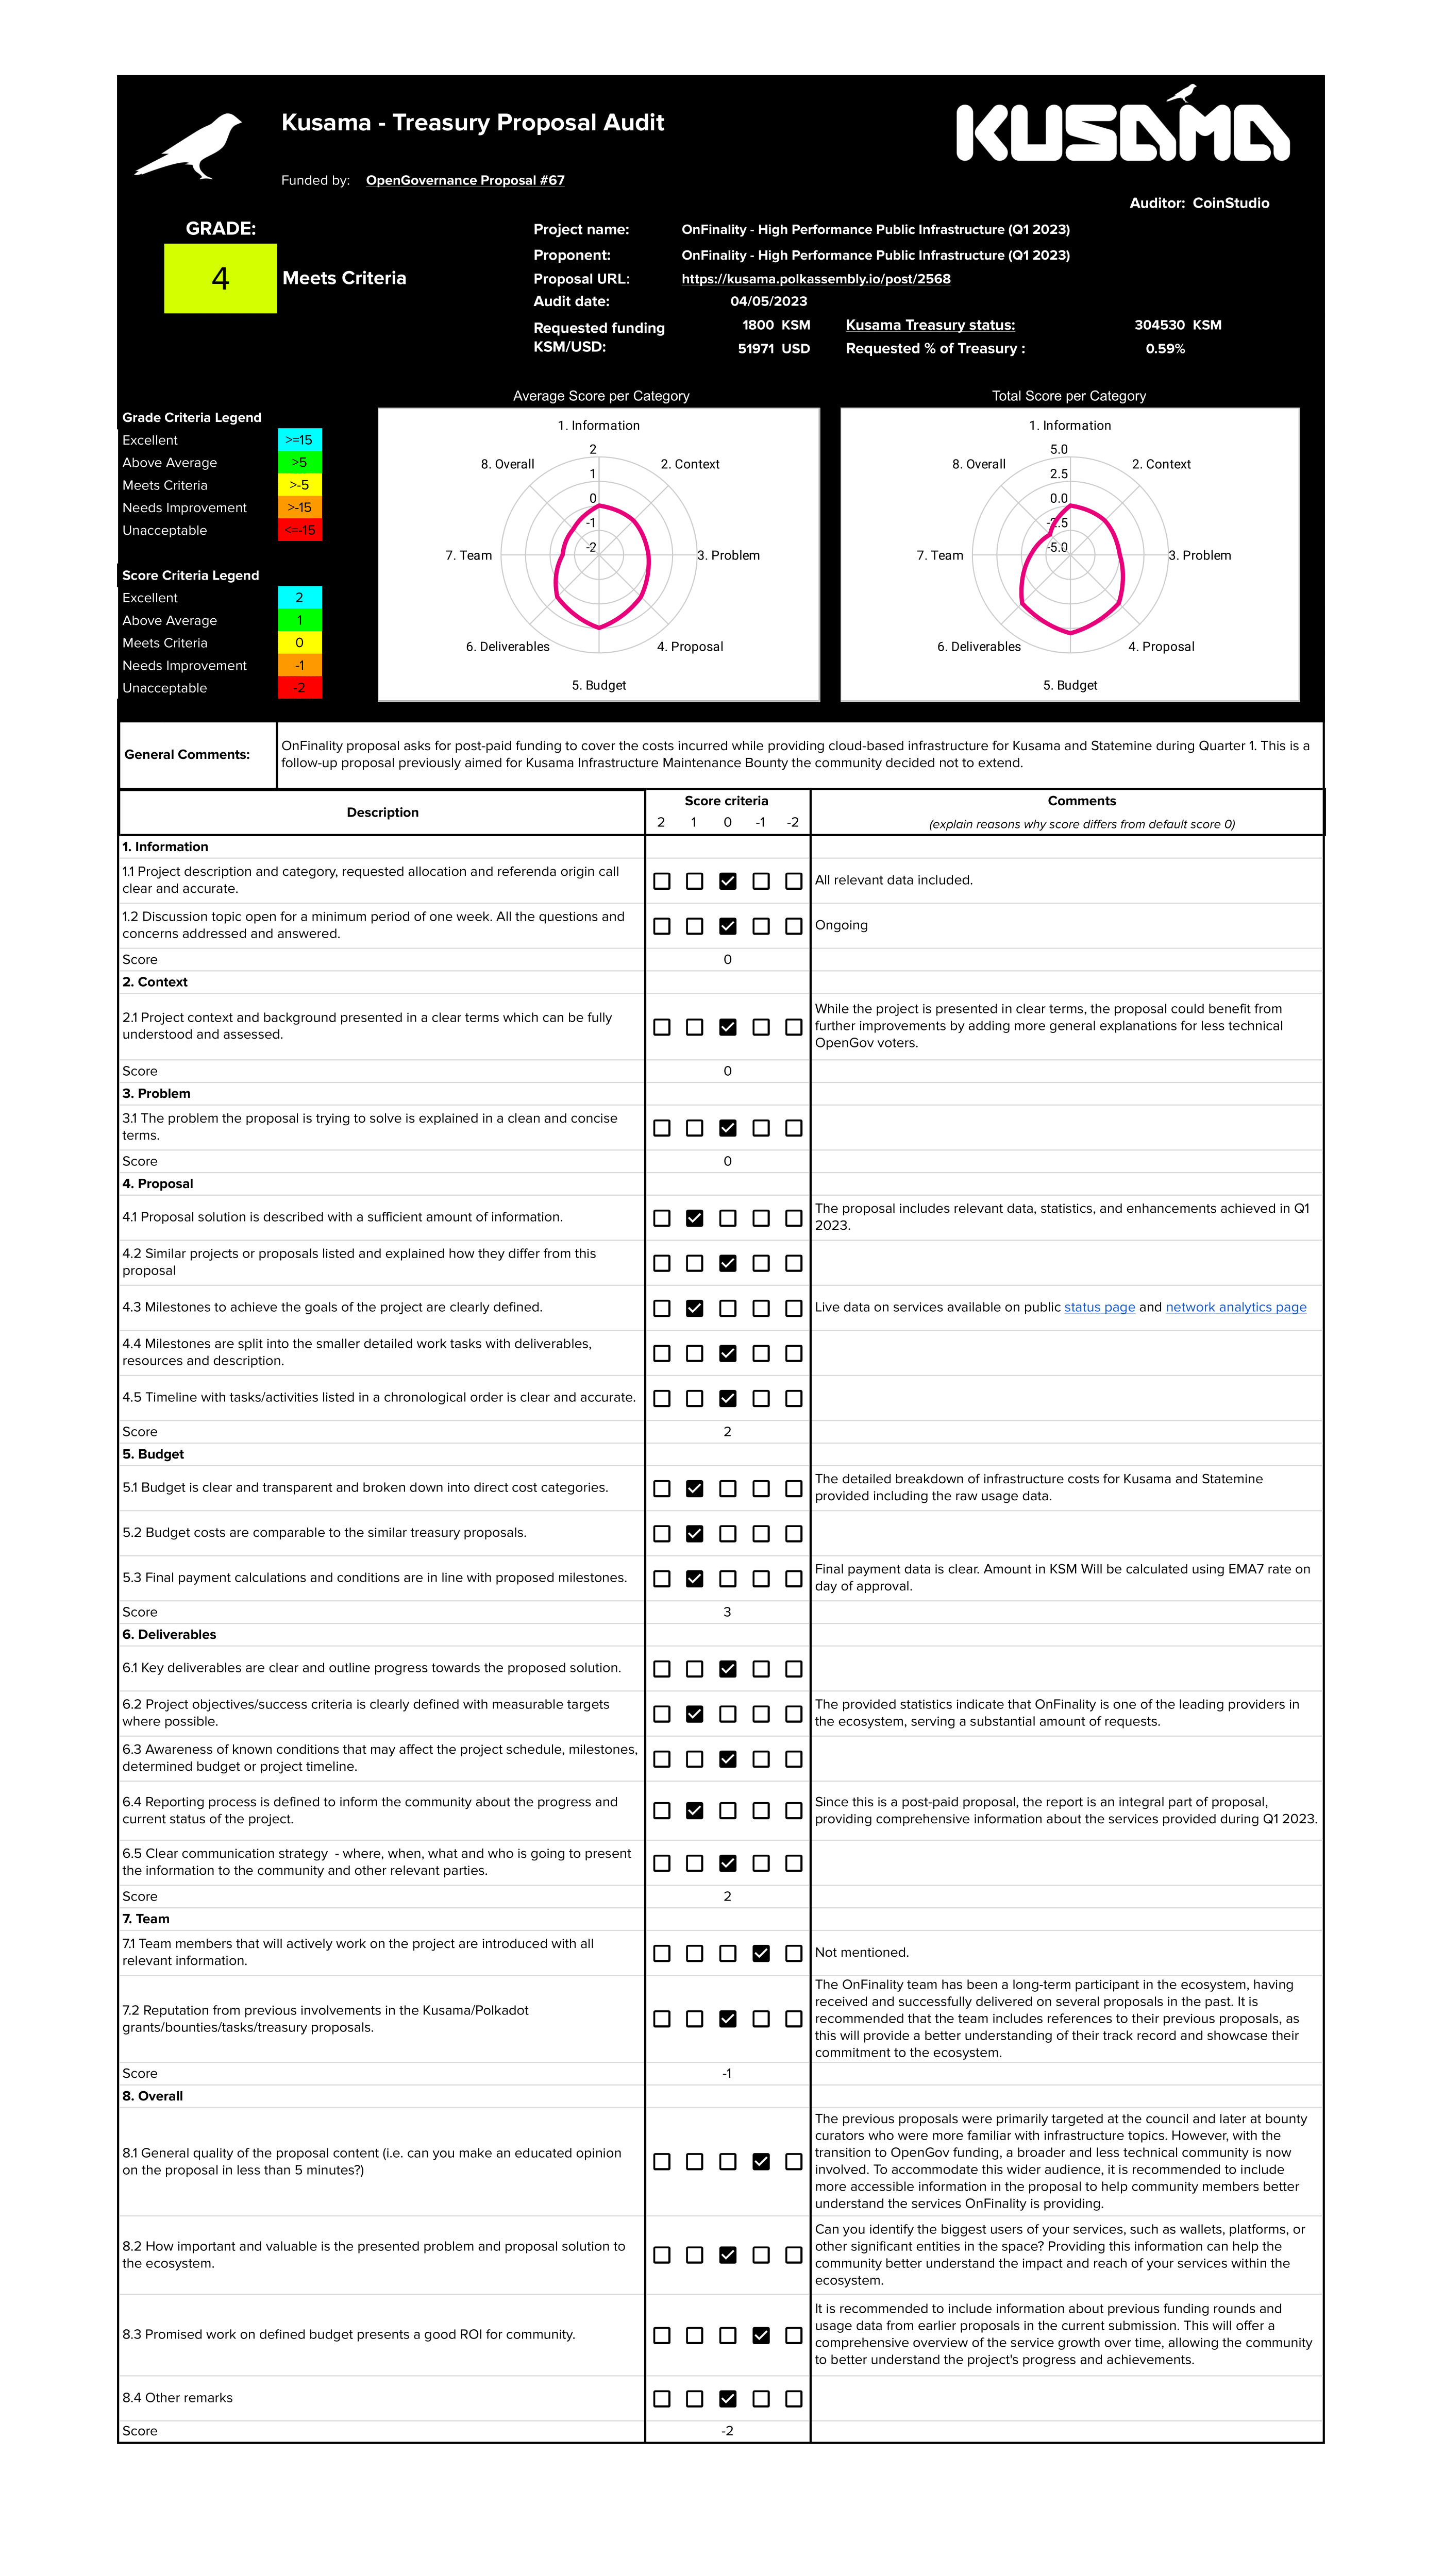 Kusama - Treasury Proposal Audit
KUSAMA
Funded by: OpenGovernance Proposal #67
Auditor: CoinStudio
GRADE:
4
Meets Criteria
Project name: OnFinality - High Performance Public Infrastructure (Q1 2023)
Proponent: OnFinality - High Performance Public Infrastructure (Q1 2023)
Proposal URL: https://kusama.polkassembly.io/post/2568
Audit date: 04/05/2023
Requested funding 1800 KSM Kusama Treasury status: 304530 KSM
KSM/USD: 51971 USD Requested % of Treasury : 0.59%
Grade Criteria Legend
Excellent >=15
Above Average >5
Meets Criteria >-5
Needs Improvement >-15
Unacceptable <=-15
Score Criteria Legend
Excellent 2
Above Average 1
Meets Criteria 0
Needs Improvement -1
Unacceptable -2
Average Score per Category
1. Information
2
8. Overall 2. Context
1
0
-1
7. Team 3. Problem
-2
6. Deliverables 4. Proposal
5. Budget
Total Score per Category
1. Information
5.0
8. Overall 2. Context
2.5
0.0
-2.5
7. Team 3. Problem
-5.0
6. Deliverables 4. Proposal
5. Budget
General Comments:
OnFinality proposal asks for post-paid funding to cover the costs incurred while providing cloud-based infrastructure for Kusama and Statemine during Quarter 1. This is a
follow-up proposal previously aimed for Kusama Infrastructure Maintenance Bounty the community decided not to extend.
Description
Score criteria
2 1 0 -1 -2
Comments
(explain reasons why score differs from default score 0)
1. Information
1.1 Project description and category, requested allocation and referenda origin call
clear and accurate.
All relevant data included.
1.2 Discussion topic open for a minimum period of one week. All the questions and
concerns addressed and answered.
Ongoing
Score 0
2. Context
2.1 Project context and background presented in a clear terms which can be fully
understood and assessed.
While the project is presented in clear terms, the proposal could benefit from
further improvements by adding more general explanations for less technical
OpenGov voters.
Score 0
3. Problem
3.1 The problem the proposal is trying to solve is explained in a clean and concise
terms.
Score 0
4. Proposal
4.1 Proposal solution is described with a sufficient amount of information.
The proposal includes relevant data, statistics, and enhancements achieved in Q1
2023.
4.2 Similar projects or proposals listed and explained how they differ from this
proposal
4.3 Milestones to achieve the goals of the project are clearly defined.
Live data on services available on public status page and network analytics page
4.4 Milestones are split into the smaller detailed work tasks with deliverables,
resources and description.
4.5 Timeline with tasks/activities listed in a chronological order is clear and accurate.
Score 2
5. Budget
5.1 Budget is clear and transparent and broken down into direct cost categories.
The detailed breakdown of infrastructure costs for Kusama and Statemine
provided including the raw usage data.
5.2 Budget costs are comparable to the similar treasury proposals.
5.3 Final payment calculations and conditions are in line with proposed milestones.
Final payment data is clear. Amount in KSM Will be calculated using EMA7 rate on
day of approval.
Score 3
6. Deliverables
6.1 Key deliverables are clear and outline progress towards the proposed solution.
6.2 Project objectives/success criteria is clearly defined with measurable targets
where possible.
The provided statistics indicate that OnFinality is one of the leading providers in
the ecosystem, serving a substantial amount of requests.
6.3 Awareness of known conditions that may affect the project schedule, milestones,
determined budget or project timeline.
6.4 Reporting process is defined to inform the community about the progress and
current status of the project.
Since this is a post-paid proposal, the report is an integral part of proposal,
providing comprehensive information about the services provided during Q1 2023.
6.5 Clear communication strategy - where, when, what and who is going to present
the information to the community and other relevant parties.
Score 2
7. Team
7.1 Team members that will actively work on the project are introduced with all
relevant information.
Not mentioned.
7.2 Reputation from previous involvements in the Kusama/Polkadot
grants/bounties/tasks/treasury proposals.
The OnFinality team has been a long-term participant in the ecosystem, having
received and successfully delivered on several proposals in the past. It is
recommended that the team includes references to their previous proposals, as
this will provide a better understanding of their track record and showcase their
commitment to the ecosystem.
Score -1
8. Overall
8.1 General quality of the proposal content (i.e. can you make an educated opinion
on the proposal in less than 5 minutes?)
The previous proposals were primarily targeted at the council and later at bounty
curators who were more familiar with infrastructure topics. However, with the
transition to OpenGov funding, a broader and less technical community is now
involved. To accommodate this wider audience, it is recommended to include
more accessible information in the proposal to help community members better
understand the services OnFinality is providing.
8.2 How important and valuable is the presented problem and proposal solution to
the ecosystem.
Can you identify the biggest users of your services, such as wallets, platforms, or
other significant entities in the space? Providing this information can help the
community better understand the impact and reach of your services within the
ecosystem.
8.3 Promised work on defined budget presents a good ROI for community.
It is recommended to include information about previous funding rounds and
usage data from earlier proposals in the current submission. This will offer a
comprehensive overview of the service growth over time, allowing the community
to better understand the project's progress and achievements.
8.4 Other remarks
Score -2